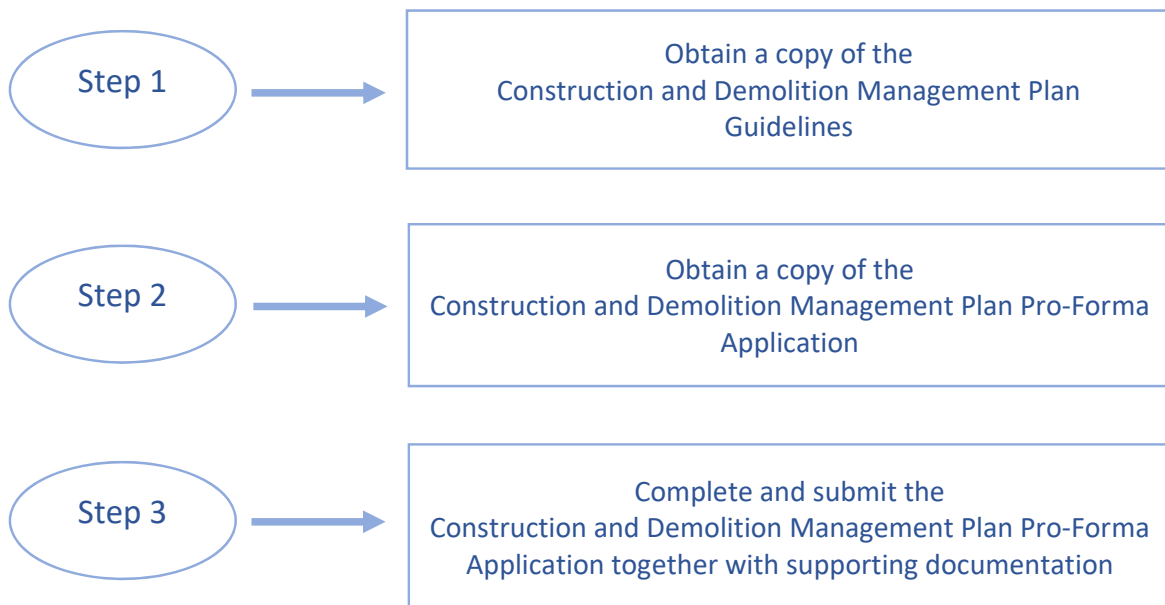 Step 1
Obtain a copy of the
Construction and Demolition Management Plan
Guidelines
Step 2
Obtain a copy of the
Construction and Demolition Management Plan Pro-Forma
Application
Step 3
Complete and submit the
Construction and Demolition Management Plan Pro-Forma
Application together with supporting documentation